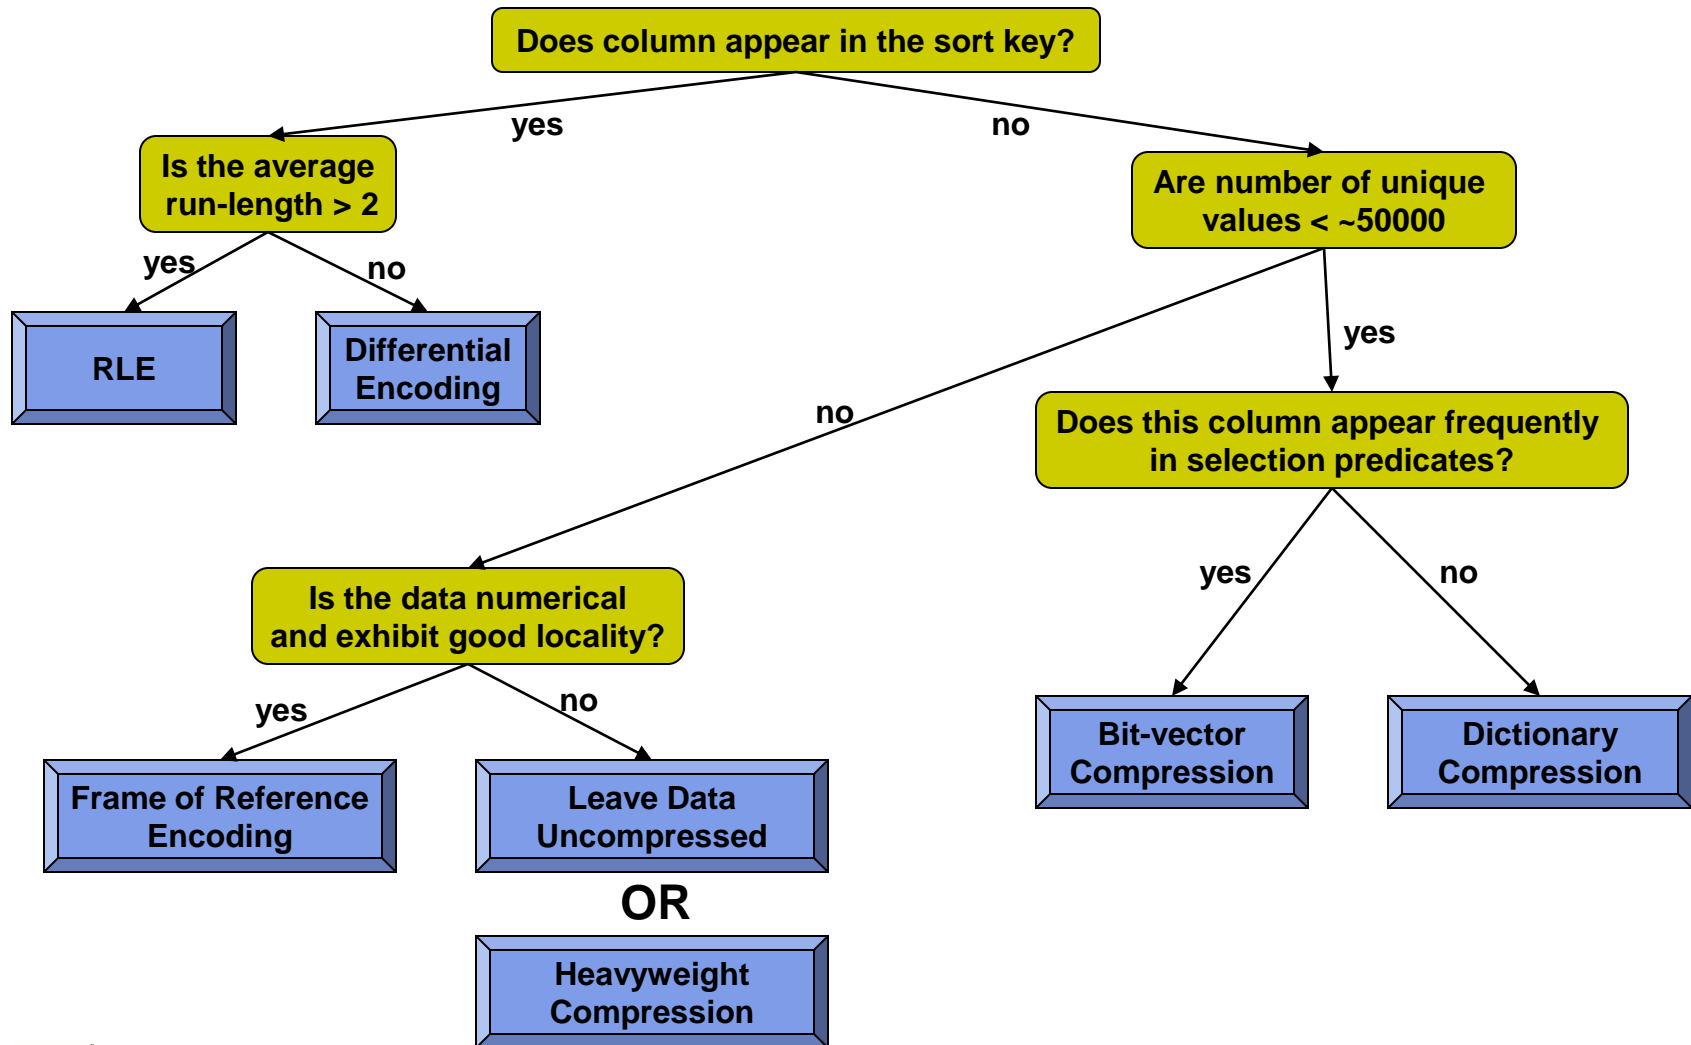 Does column appear in the sort key?
yes
no
Is the average
run-length > 2
Are number of unique
values < ~50000
yes
no
RLE
Differential
Encoding
yes
no
Does this column appear frequently
in selection predicates?
Is the data numerical
and exhibit good locality?
yes
no
yes
no
Frame of Reference
Encoding
Leave Data
Uncompressed
Bit-vector
Compression
Dictionary
Compression
OR
Heavyweight
Compression